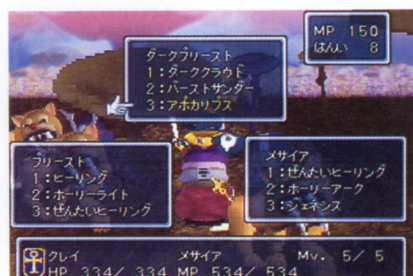 MP 150
はんい 8
ダークプリースト
1：ダーククラウド
2：バーストサンダー
3：アポカリプス
プリースト
1：ヒーリング
2：ホーリーライト
3：ぜんたいヒーリング
メサイア
1：ぜんたいヒーリング
2：ホーリーアーク
3：ジェネシス
クレイ メサイア Mv. 5/ 5
HP 334/ 334 MP 534/ 534